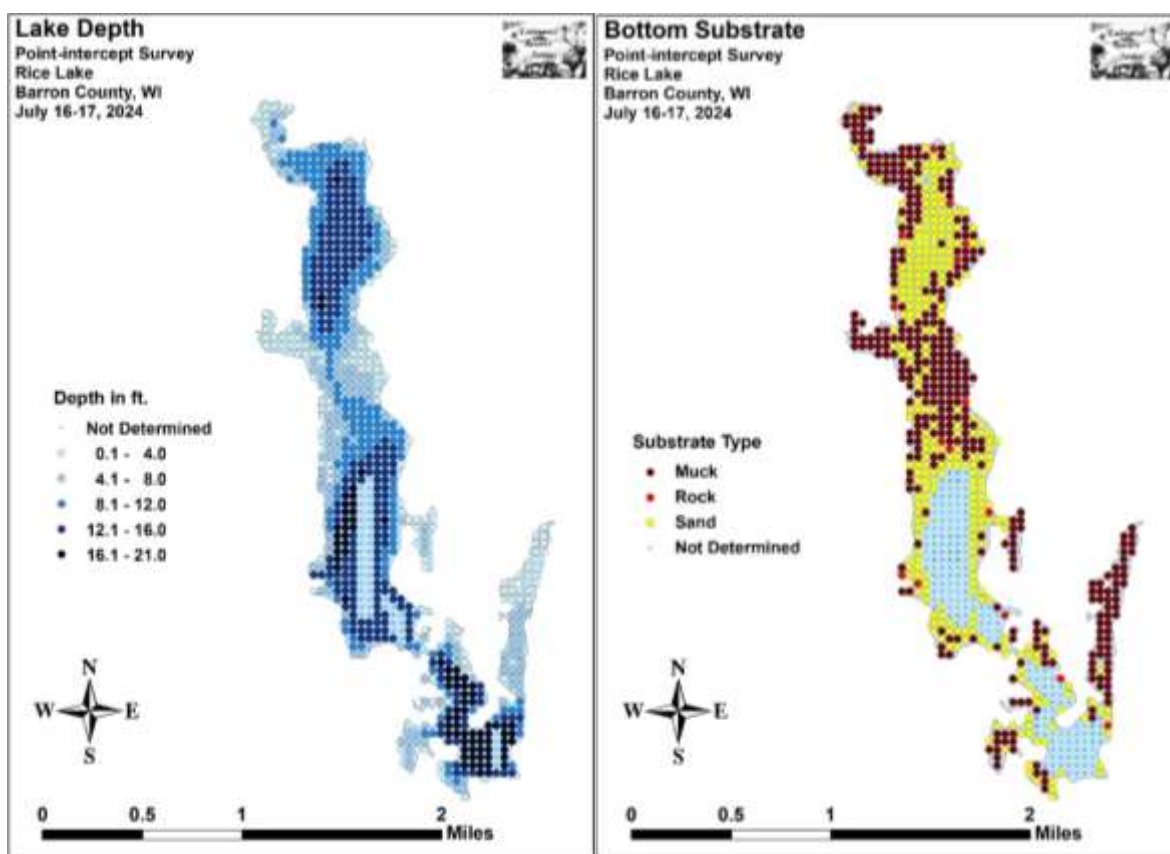 Lake Depth
Point-intercept Survey
Rice Lake
Barron County, WI
July 16-17, 2024
Depth in ft.
Not Determined
0.1 - 4.0
4.1 - 8.0
8.1 - 12.0
12.1 - 16.0
16.1 - 21.0
N
W E
S
0 0.5 1 2
Miles
Bottom Substrate
Point-intercept Survey
Rice Lake
Barron County, WI
July 16-17, 2024
Substrate Type
Muck
Rock
Sand
Not Determined
N
W E
S
0 0.5 1 2
Miles